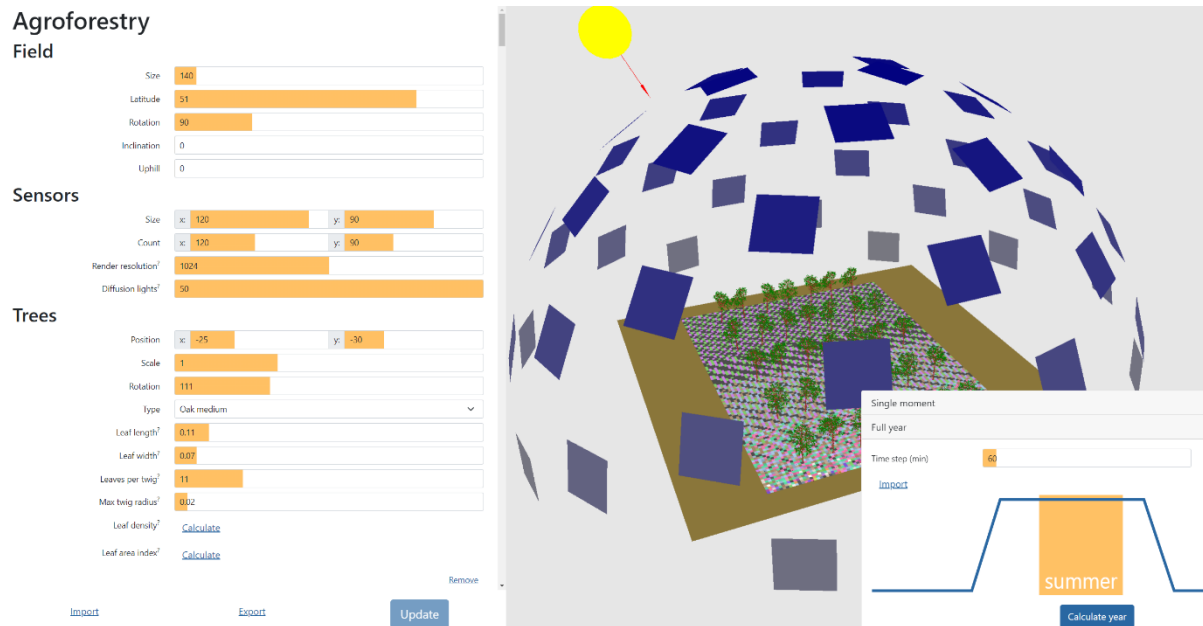 Agroforestry
Field
Size 140
Latitude 51
Rotation 90
Inclination 0
Uphill 0
Sensors
Size x: 120 y: 90
Count x: 120 y: 90
Render resolution? 1024
Diffusion lights? 50
Trees
Position x: -25 y: -30
Scale 1
Rotation 111
Type Oak medium
Leaf length? 0.11
Leaf width? 0.07
Leaves per twig? 11
Max twig radius? 0.02
Leaf density? Calculate
Leaf area index? Calculate
Remove
Import Export Update
Single moment
Full year
Time step (min) 60
Import
summer
Calculate year